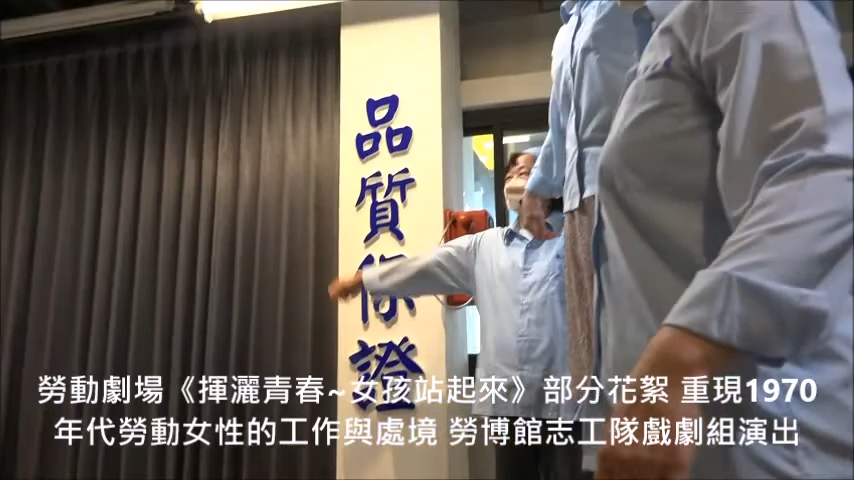 品質保證
勞動劇場《揮灑青春~女孩站起來》部分花絮 重現1970
年代勞動女性的工作與處境 勞博館志工隊戲劇組演出